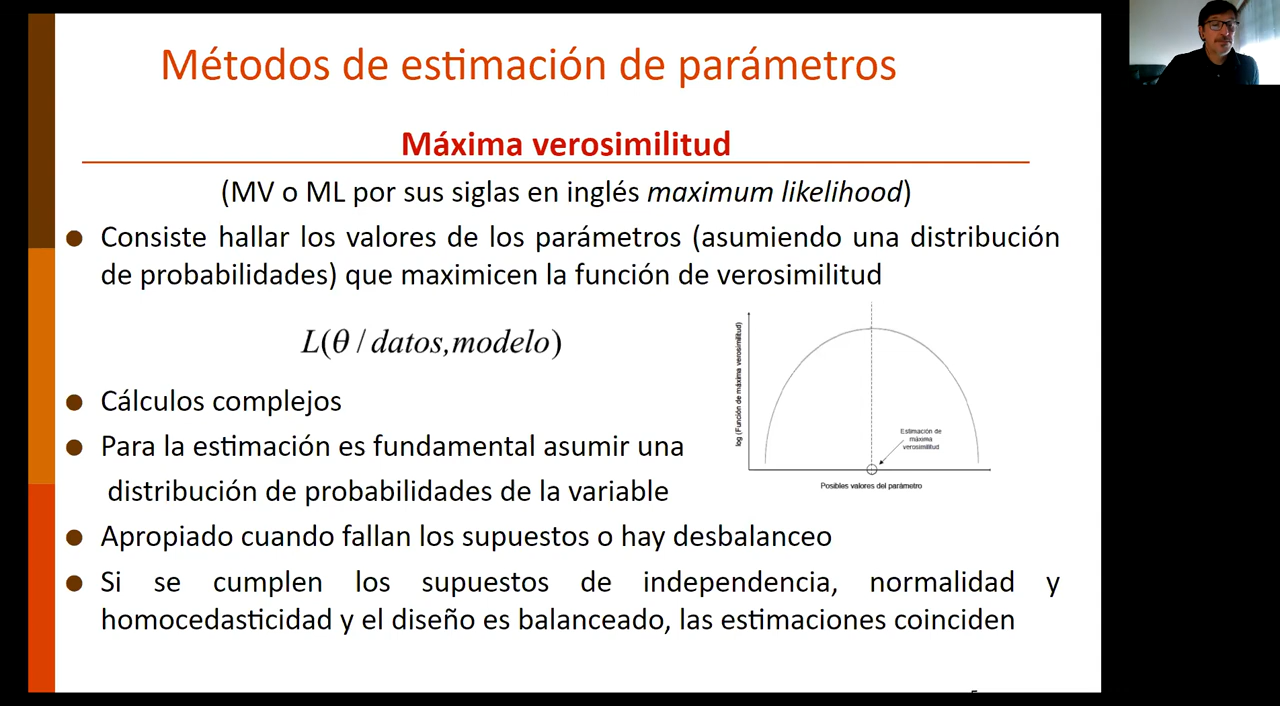 Métodos de estimación de parámetros
Máxima verosimilitud
(MV o ML por sus siglas en inglés maximum likelihood)
Consiste hallar los valores de los parámetros (asumiendo una distribución
de probabilidades) que maximicen la función de verosimilitud
L(θ / datos,modelo)
log (Función de máxima verosimilitud)
Estimación de
máxima
verosimilitud
Posibles valores del parámetro
Cálculos complejos
Para la estimación es fundamental asumir una
distribución de probabilidades de la variable
Apropiado cuando fallan los supuestos o hay desbalanceo
Si se cumplen los supuestos de independencia, normalidad y
homocedasticidad y el diseño es balanceado, las estimaciones coinciden